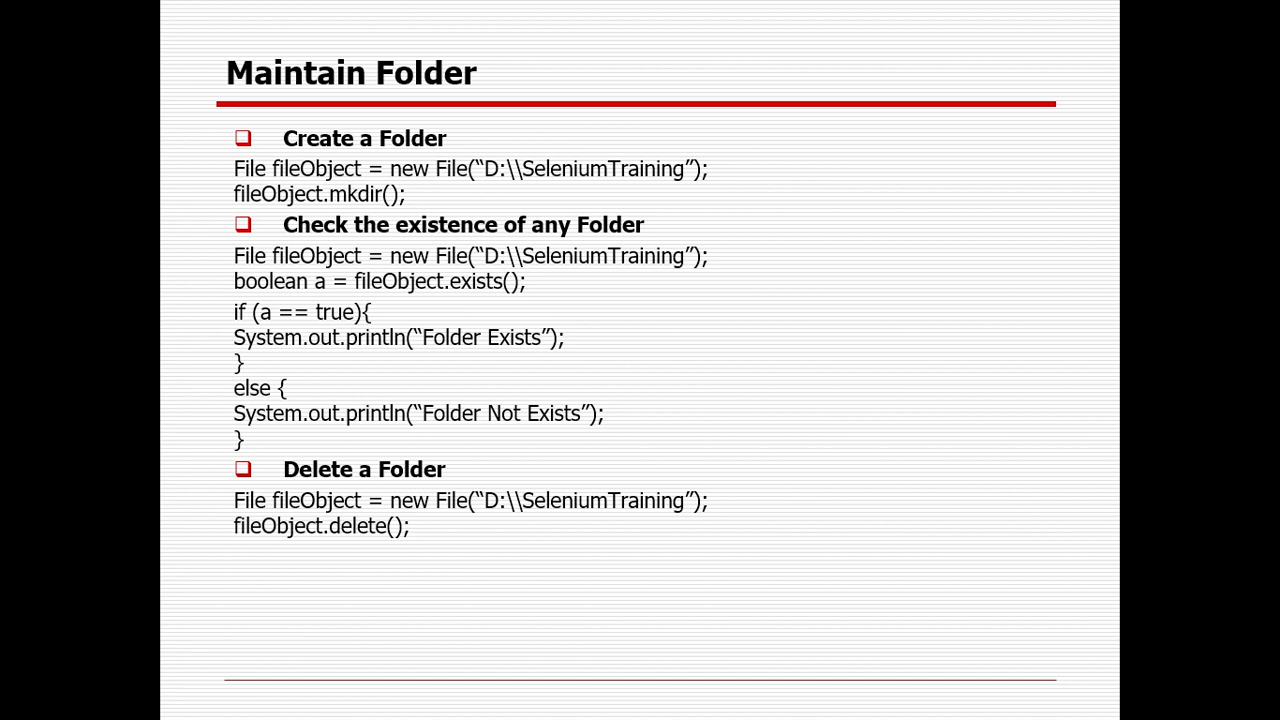 Maintain Folder
Create a Folder
File fileObject = new File(“D:\\SeleniumTraining”);
fileObject.mkdir();
Check the existence of any Folder
File fileObject = new File(“D:\\SeleniumTraining”);
boolean a = fileObject.exists();
if (a == true){
System.out.println(“Folder Exists”);
}
else {
System.out.println(“Folder Not Exists”);
}
Delete a Folder
File fileObject = new File(“D:\\SeleniumTraining”);
fileObject.delete();